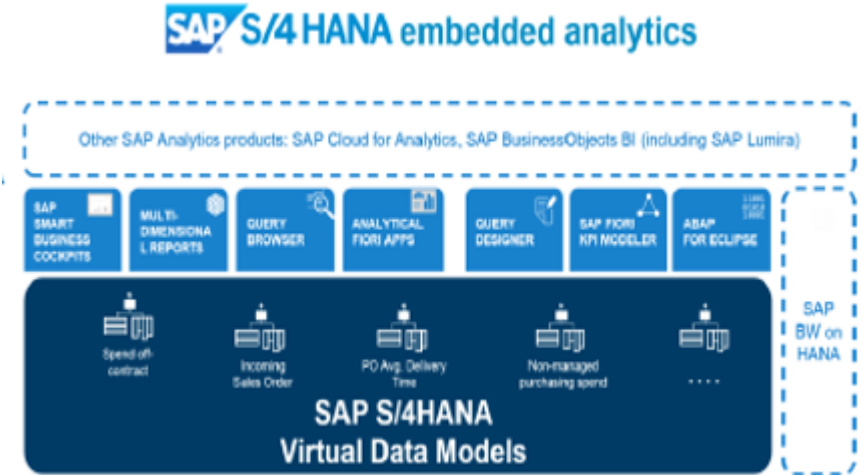 SAP S/4HANA embedded analytics
Other SAP Analytics products: SAP Cloud for Analytics, SAP BusinessObjects BI (including SAP Lumira)
SAP
SMART
BUSINESS
COCKPITS
MULTI-
DIMENSIONA
L REPORTS
QUERY
BROWSER
ANALYTICAL
FIORI APPS
QUERY
DESIGNER
SAP FIORI
KPI MODELER
ABAP
FOR ECLIPSE
Spend off-
contract
Incoming
Sales Order
PO Avg. Delivery
Time
Non-managed
purchasing spend
. . . .
SAP S/4HANA
Virtual Data Models
SAP
BW on
HANA